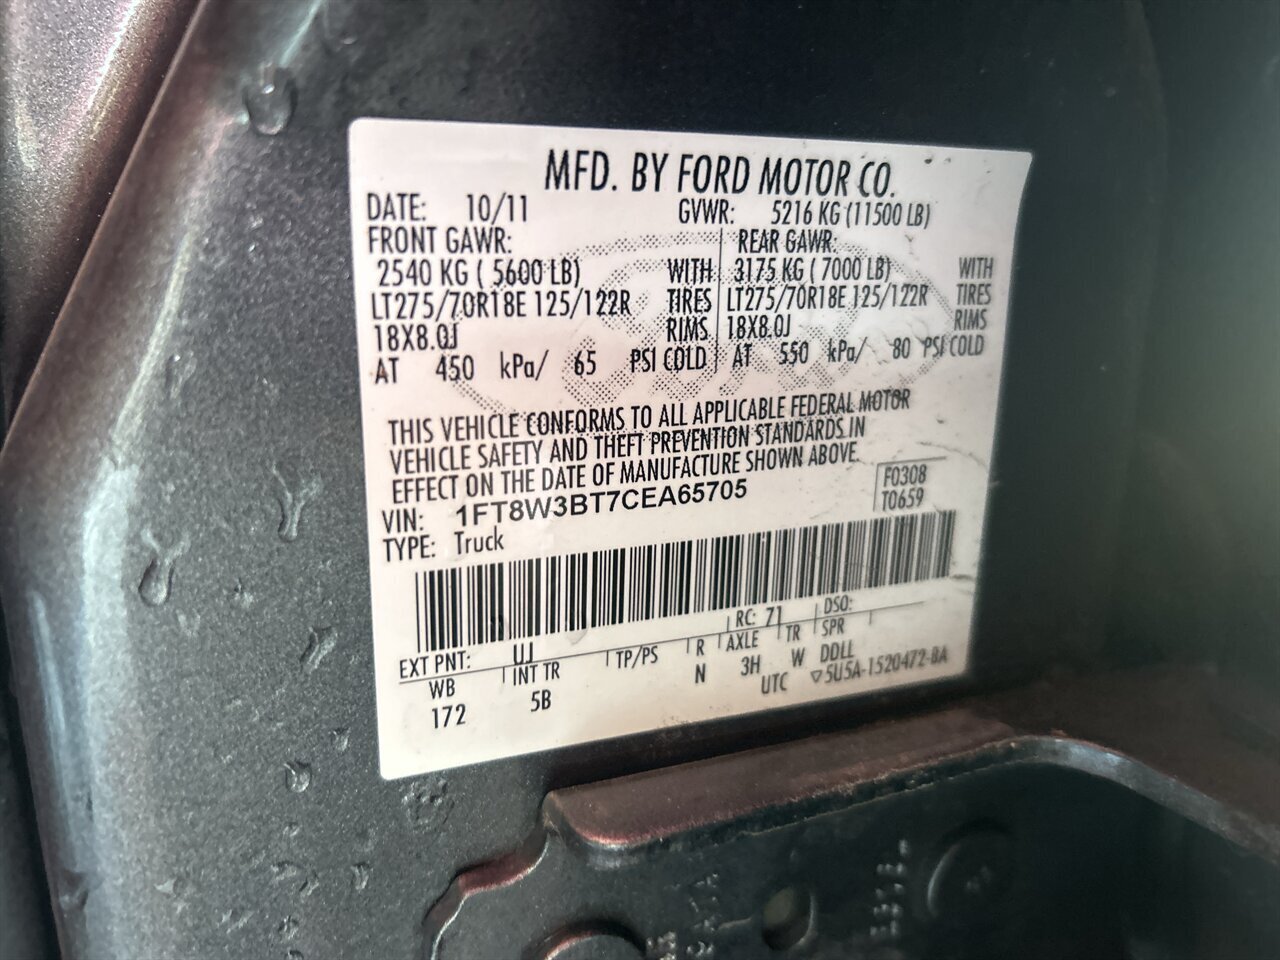 MFD. BY FORD MOTOR CO.
DATE: 10/11 GVWR: 5216 KG (11500 LB)
FRONT GAWR: REAR GAWR:
2540 KG ( 5600 LB) WITH 3175 KG ( 7000 LB) WITH
LT275/70R18E 125/122R TIRES LT275/70R18E 125/122R TIRES
18X8.0J RIMS 18X8.0J RIMS
AT 450 kPa/ 65 PSI COLD AT 550 kPa/ 80 PSI COLD
THIS VEHICLE CONFORMS TO ALL APPLICABLE FEDERAL MOTOR
VEHICLE SAFETY AND THEFT PREVENTION STANDARDS IN
EFFECT ON THE DATE OF MANUFACTURE SHOWN ABOVE.
VIN: 1FT8W3BT7CEA65705 F0308
TYPE: Truck T0659
EXT PNT: UJ RC: 71 DSO:
WB INT TR TP/PS R AXLE TR SPR
172 5B N 3H W DDLL
UTC ▽5U5A-1520472-BA